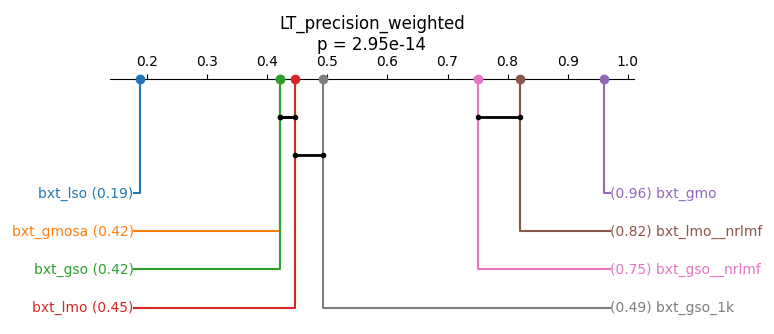 LT_precision_weighted
p = 2.95e-14
0.2 0.3 0.4 0.5 0.6 0.7 0.8 0.9 1.0
bxt_lso (0.19) (0.96) bxt_gmo
bxt_gmosa (0.42) (0.82) bxt_lmo__nrlmf
bxt_gso (0.42) (0.75) bxt_gso__nrlmf
bxt_lmo (0.45) (0.49) bxt_gso_1k